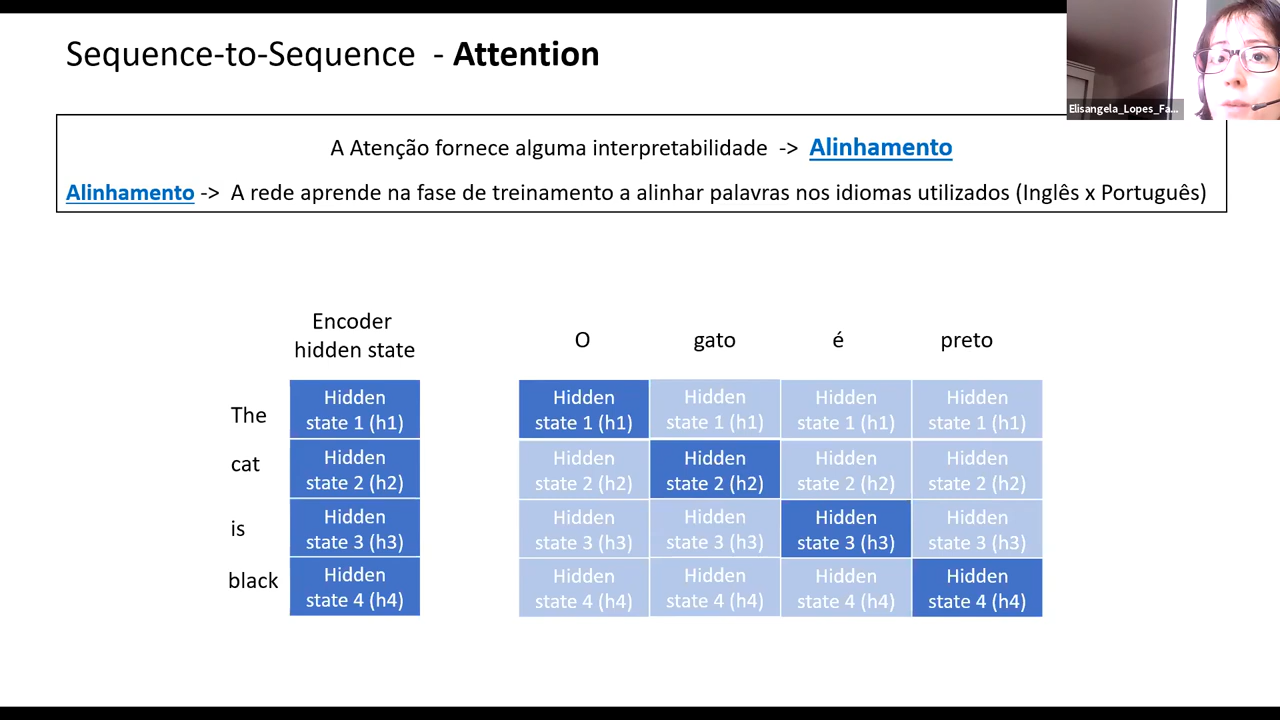 Sequence-to-Sequence - Attention
Elisangela_Lopes_Fa...
A Atenção fornece alguma interpretabilidade -> Alinhamento
Alinhamento -> A rede aprende na fase de treinamento a alinhar palavras nos idiomas utilizados (Inglês x Português)
Encoder
hidden state
O gato é preto
The
cat
is
black
Hidden
state 1 (h1)
Hidden
state 2 (h2)
Hidden
state 3 (h3)
Hidden
state 4 (h4)
Hidden Hidden Hidden Hidden
state 1 (h1) state 1 (h1) state 1 (h1) state 1 (h1)
Hidden Hidden Hidden Hidden
state 2 (h2) state 2 (h2) state 2 (h2) state 2 (h2)
Hidden Hidden Hidden Hidden
state 3 (h3) state 3 (h3) state 3 (h3) state 3 (h3)
Hidden Hidden Hidden Hidden
state 4 (h4) state 4 (h4) state 4 (h4) state 4 (h4)